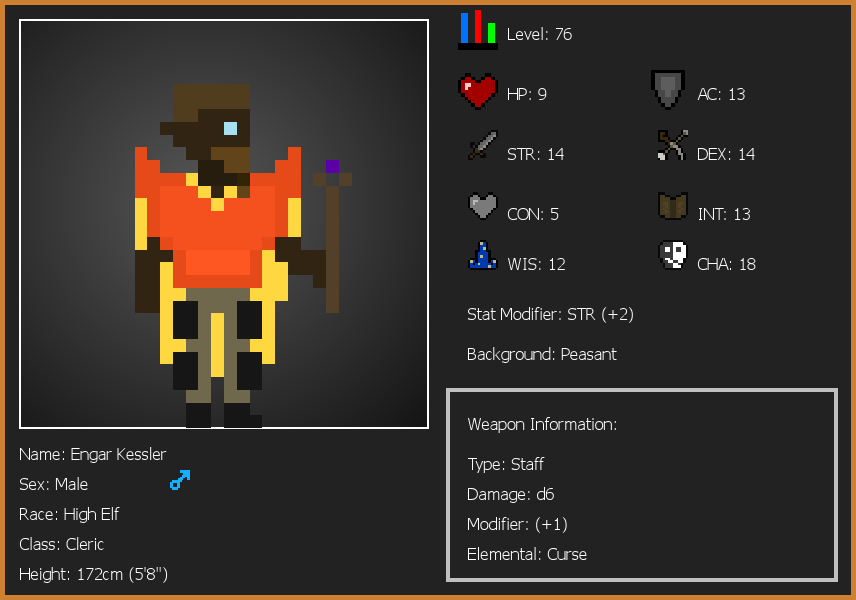 Level: 76
HP: 9
AC: 13
STR: 14
DEX: 14
CON: 5
INT: 13
WIS: 12
CHA: 18
Stat Modifier: STR (+2)
Background: Peasant
Weapon Information:
Type: Staff
Damage: d6
Modifier: (+1)
Elemental: Curse
Name: Engar Kessler
Sex: Male
Race: High Elf
Class: Cleric
Height: 172cm (5'8")